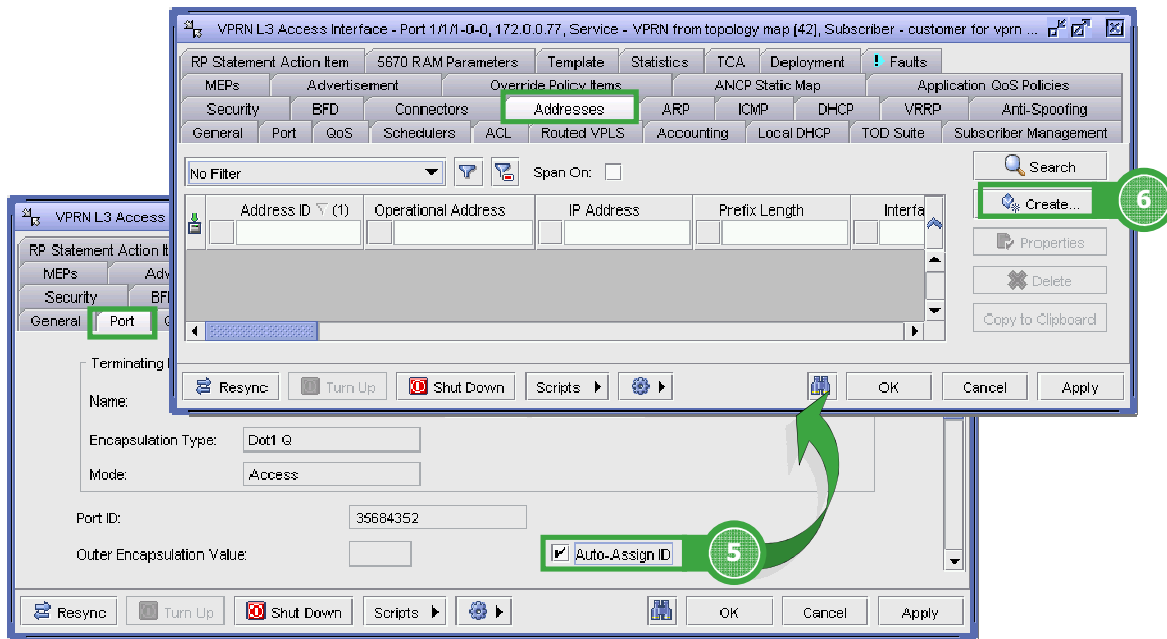 VPRN L3 Access Interface - Port 1/1/1-0-0, 172.0.0.77, Service - VPRN from topology map [42], Subscriber - customer for vprn ...
RP Statement Action Item 5670 RAM Parameters Template Statistics TCA Deployment ! Faults
MEPs Advertisement Override Policy Items ANCP Static Map Application QoS Policies
Security BFD Connectors Addresses ARP ICMP DHCP VRRP Anti-Spoofing
General Port QoS Schedulers ACL Routed VPLS Accounting Local DHCP TOD Suite Subscriber Management
No Filter Span On: Search
Address ID (1) Operational Address IP Address Prefix Length Interfa Create... 6
Properties
Delete
Copy to Clipboard
Resync Turn Up Shut Down Scripts OK Cancel Apply
VPRN L3 Access
RP Statement Action It
MEPs Adv
Security BF
General Port
Terminating
Name:
Encapsulation Type: Dot1 Q
Mode: Access
Port ID: 35684352
Outer Encapsulation Value: Auto-Assign ID 5
Resync Turn Up Shut Down Scripts OK Cancel Apply